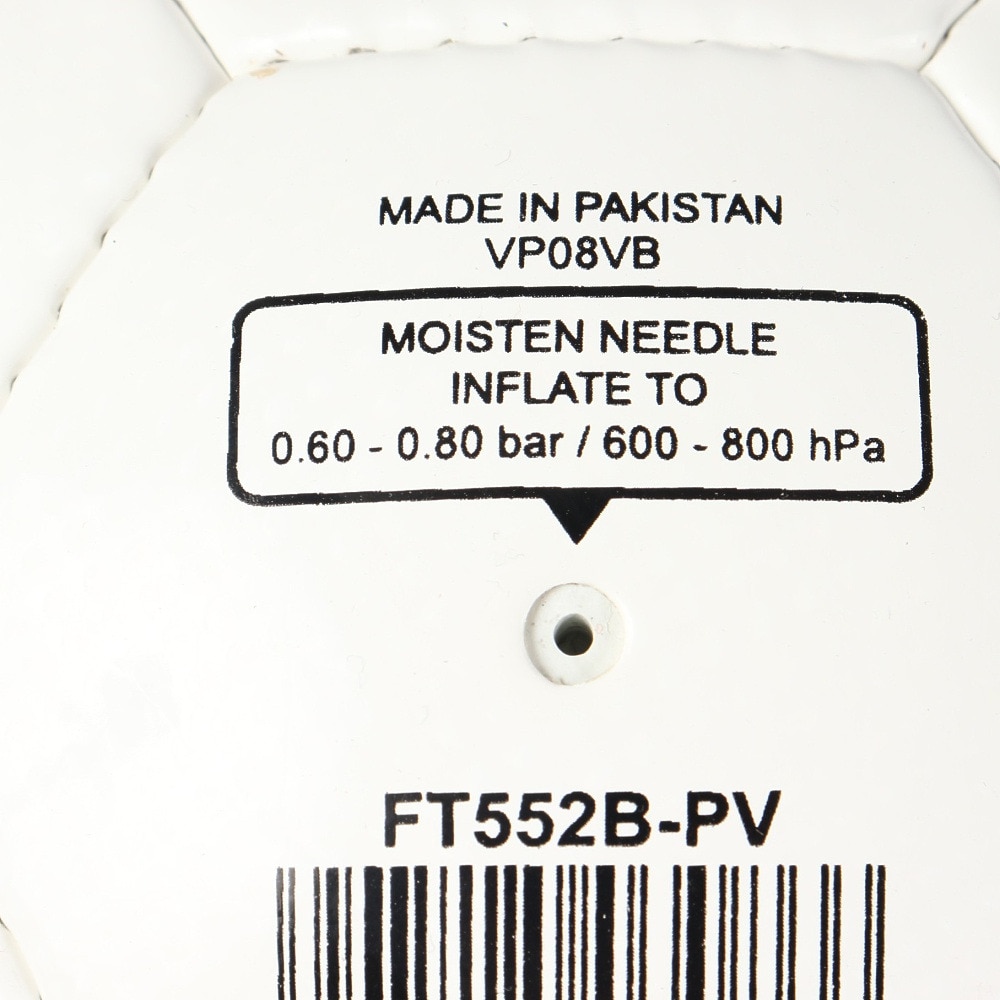 MADE IN PAKISTAN
VP08VB
MOISTEN NEEDLE
INFLATE TO
0.60 - 0.80 bar / 600 - 800 hPa
FT552B-PV